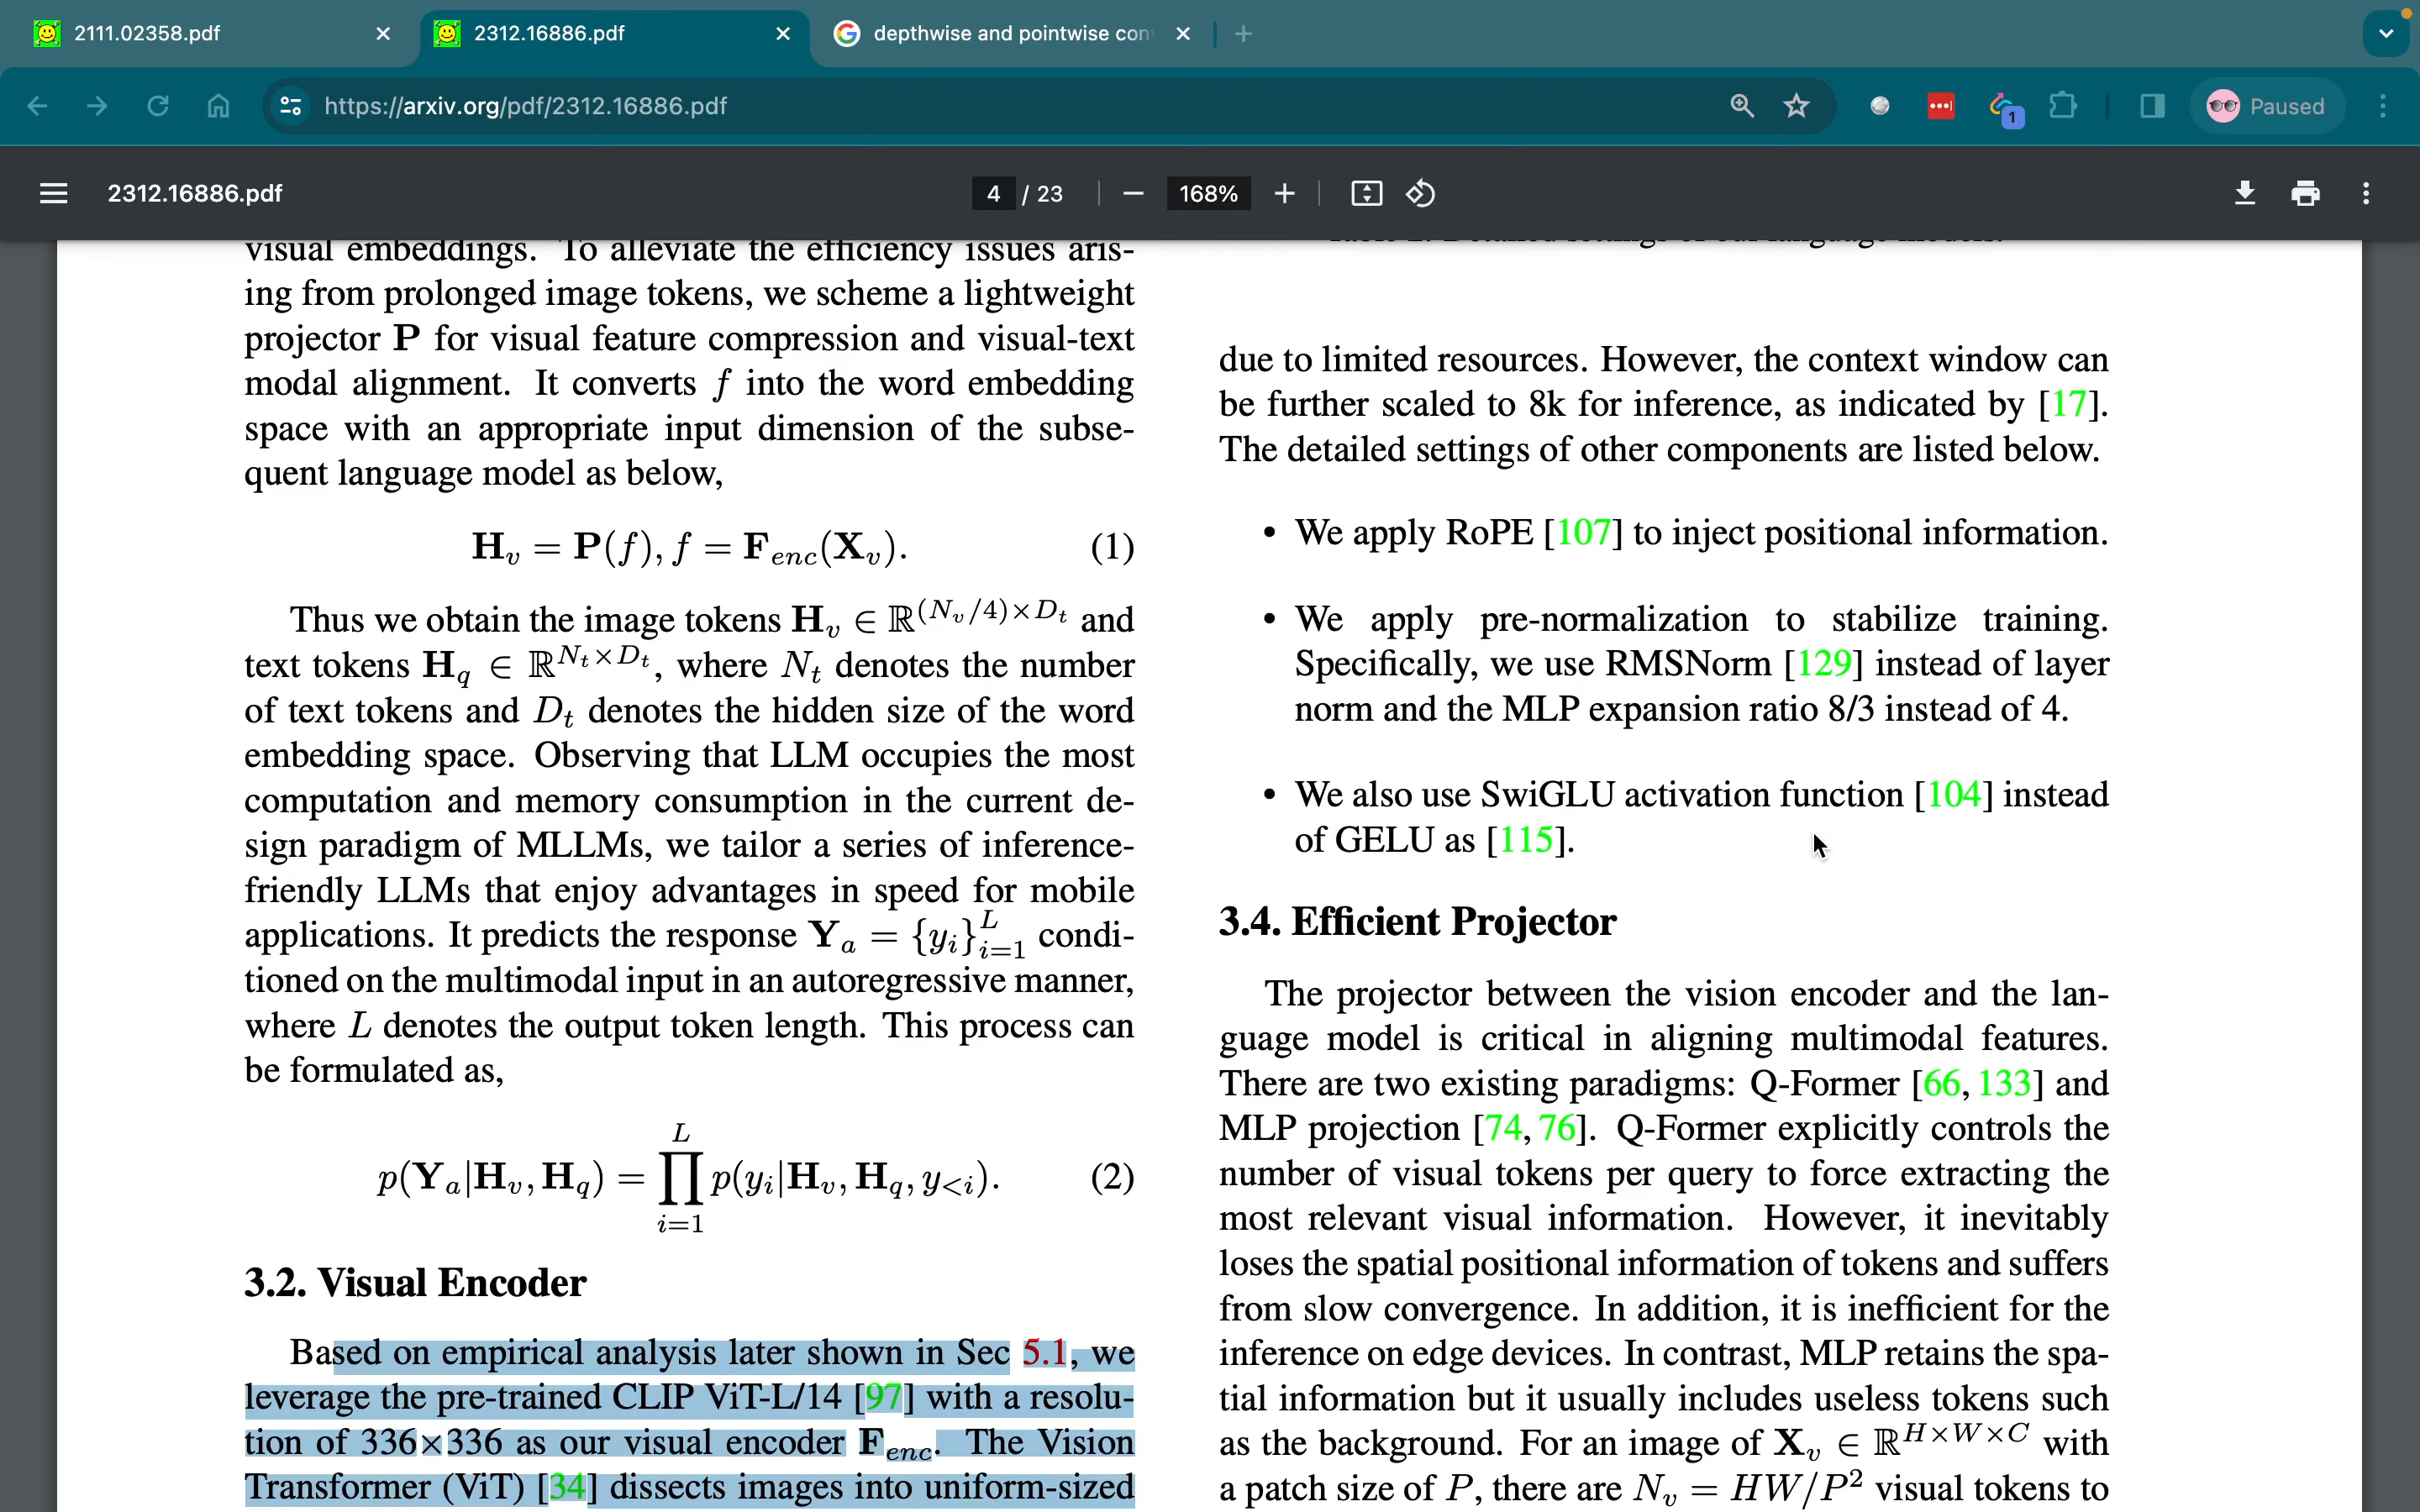 2111.02358.pdf
2312.16886.pdf
depthwise and pointwise con
https://arxiv.org/pdf/2312.16886.pdf
1
Paused
2312.16886.pdf
4 / 23
168%
visual embeddings. To alleviate the efficiency issues aris-
ing from prolonged image tokens, we scheme a lightweight
projector P for visual feature compression and visual-text
modal alignment. It converts f into the word embedding
space with an appropriate input dimension of the subse-
quent language model as below,
H_v = P(f), f = F_enc(X_v). (1)
Thus we obtain the image tokens H_v ∈ ℝ^(N_v/4)×D_t and
text tokens H_q ∈ ℝ^N_t×D_t, where N_t denotes the number
of text tokens and D_t denotes the hidden size of the word
embedding space. Observing that LLM occupies the most
computation and memory consumption in the current de-
sign paradigm of MLLMs, we tailor a series of inference-
friendly LLMs that enjoy advantages in speed for mobile
applications. It predicts the response Y_a = {y_i}_{i=1}^L condi-
tioned on the multimodal input in an autoregressive manner,
where L denotes the output token length. This process can
be formulated as,
p(Y_a|H_v, H_q) = ∏_{i=1}^L p(y_i|H_v, H_q, y_<i). (2)
3.2. Visual Encoder
Based on empirical analysis later shown in Sec 5.1, we
leverage the pre-trained CLIP ViT-L/14 [97] with a resolu-
tion of 336×336 as our visual encoder F_enc. The Vision
Transformer (ViT) [34] dissects images into uniform-sized
Table 2. Detailed settings of our language models.
due to limited resources. However, the context window can
be further scaled to 8k for inference, as indicated by [17].
The detailed settings of other components are listed below.
• We apply RoPE [107] to inject positional information.
• We apply pre-normalization to stabilize training.
Specifically, we use RMSNorm [129] instead of layer
norm and the MLP expansion ratio 8/3 instead of 4.
• We also use SwiGLU activation function [104] instead
of GELU as [115].
3.4. Efficient Projector
The projector between the vision encoder and the lan-
guage model is critical in aligning multimodal features.
There are two existing paradigms: Q-Former [66, 133] and
MLP projection [74, 76]. Q-Former explicitly controls the
number of visual tokens per query to force extracting the
most relevant visual information. However, it inevitably
loses the spatial positional information of tokens and suffers
from slow convergence. In addition, it is inefficient for the
inference on edge devices. In contrast, MLP retains the spa-
tial information but it usually includes useless tokens such
as the background. For an image of X_v ∈ ℝ^H×W×C with
a patch size of P, there are N_v = HW/P² visual tokens to